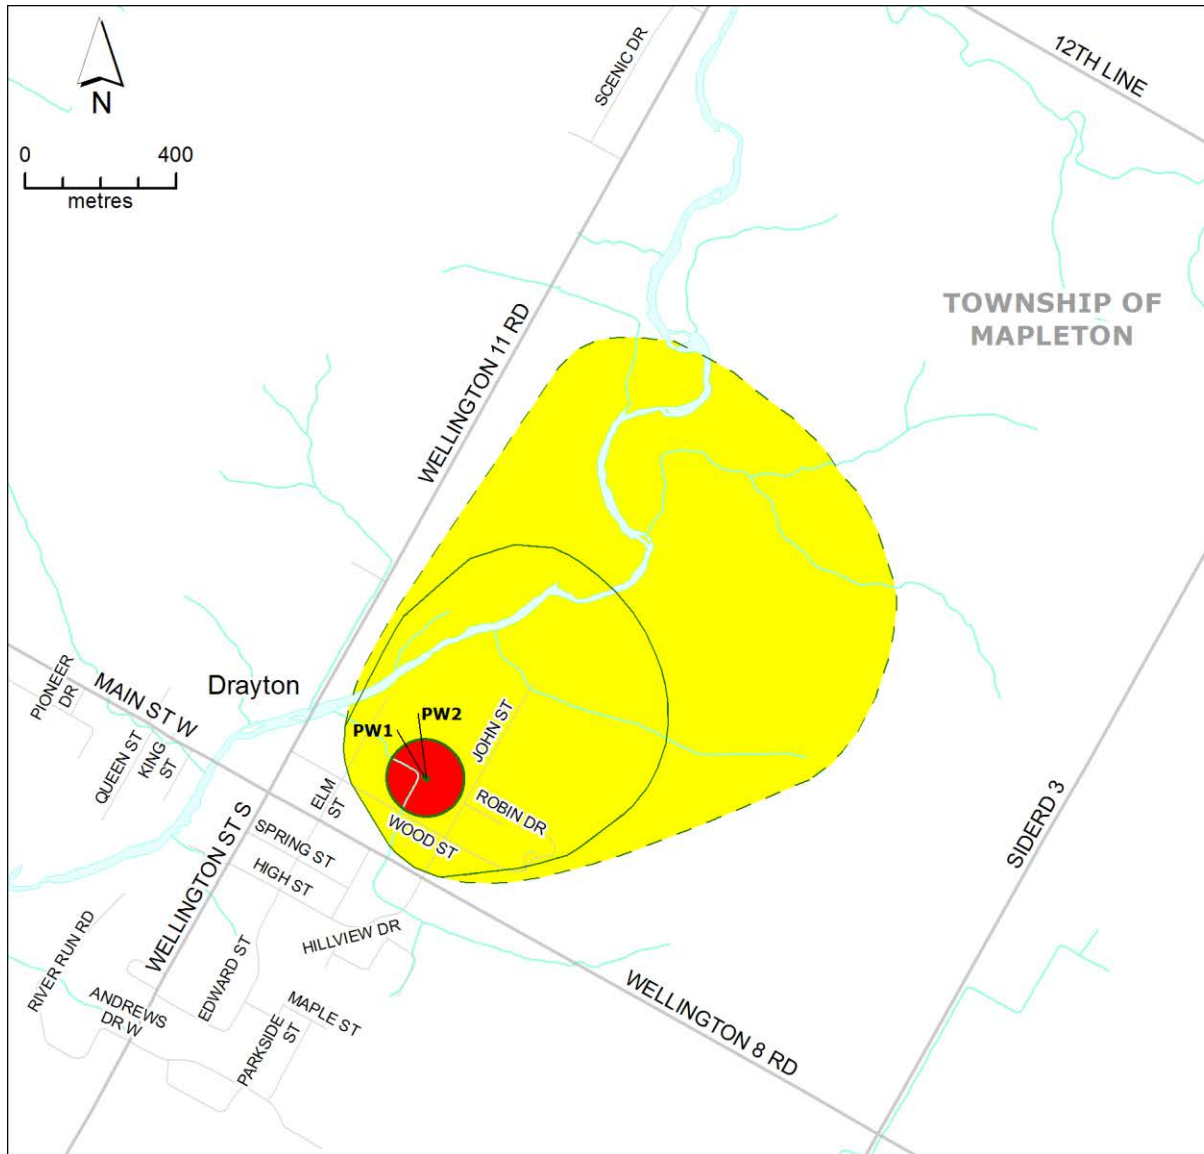 12TH LINE
SCENIC DR
N
0 400
metres
TOWNSHIP OF
MAPLETON
WELLINGTON 11 RD
Drayton
PIONEER
DR
MAIN ST W
QUEEN ST
KING
ST
PW2
PW1
JOHN ST
ELM
ST
ROBIN DR
WOOD ST
SPRING ST
HIGH ST
SIDERD 3
WELLINGTON ST S
HILLVIEW DR
RIVER RUN RD
EDWARD ST
ANDREWS
DR W
MAPLE ST
PARKSIDE
ST
WELLINGTON 8 RD